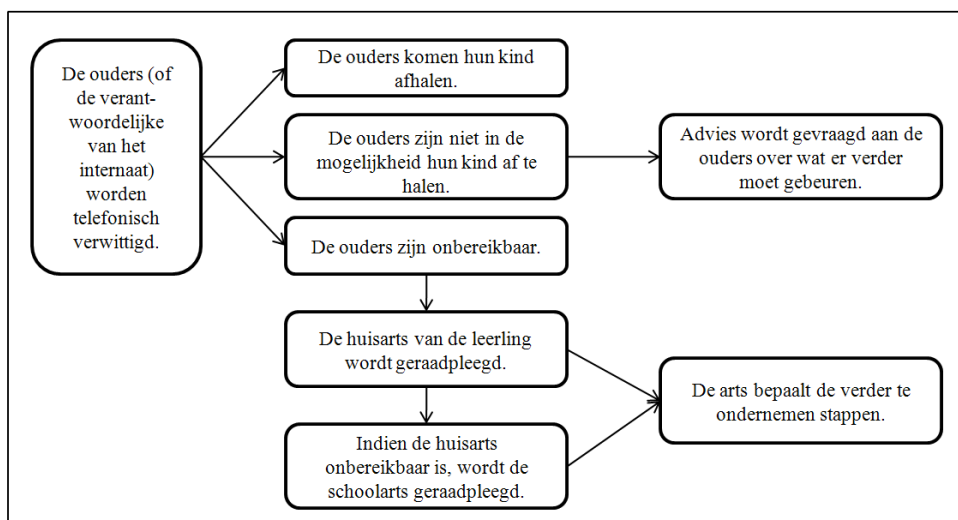 De ouders (of
de verant-
woordelijke
van het
internaat)
worden
telefonisch
verwittigd.
De ouders komen hun kind
afhalen.
De ouders zijn niet in de
mogelijkheid hun kind af te
halen.
Advies wordt gevraagd aan de
ouders over wat er verder
moet gebeuren.
De ouders zijn onbereikbaar.
De huisarts van de leerling
wordt geraadpleegd.
De arts bepaalt de verder te
ondernemen stappen.
Indien de huisarts
onbereikbaar is, wordt de
schoolarts geraadpleegd.